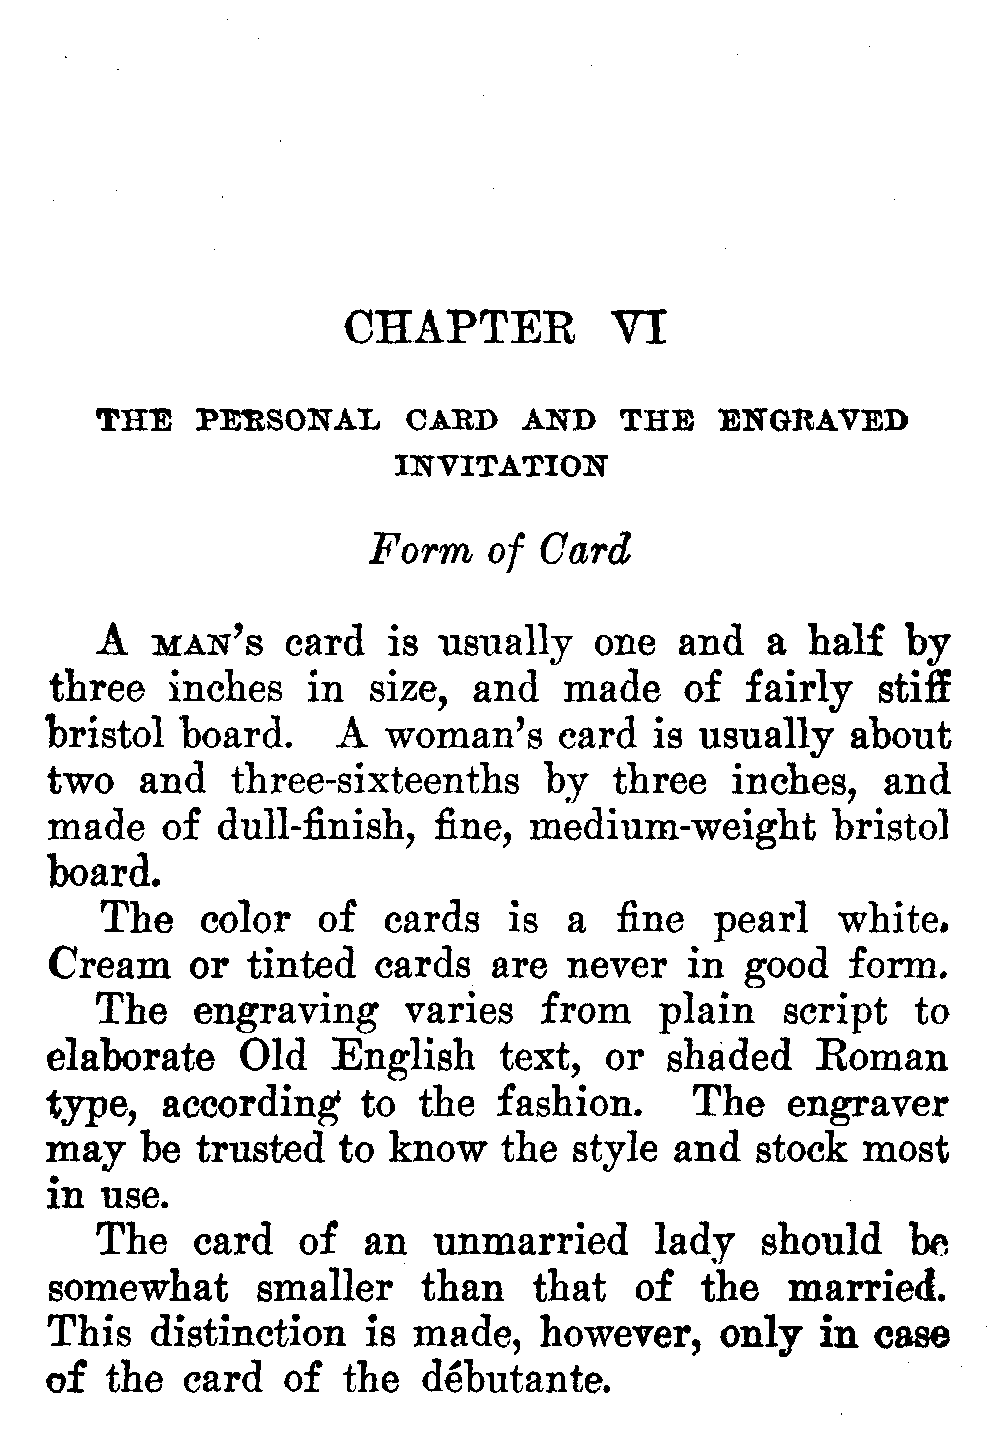 CHAPTER VI
THE PERSONAL CARD AND THE ENGRAVED
INVITATION
Form of Card
A MAN's card is usually one and a half by
three inches in size, and made of fairly stiff
bristol board. A woman's card is usually about
two and three-sixteenths by three inches, and
made of dull-finish, fine, medium-weight bristol
board.
The color of cards is a fine pearl white.
Cream or tinted cards are never in good form.
The engraving varies from plain script to
elaborate Old English text, or shaded Roman
type, according to the fashion. The engraver
may be trusted to know the style and stock most
in use.
The card of an unmarried lady should be
somewhat smaller than that of the married.
This distinction is made, however, only in case
of the card of the débutante.